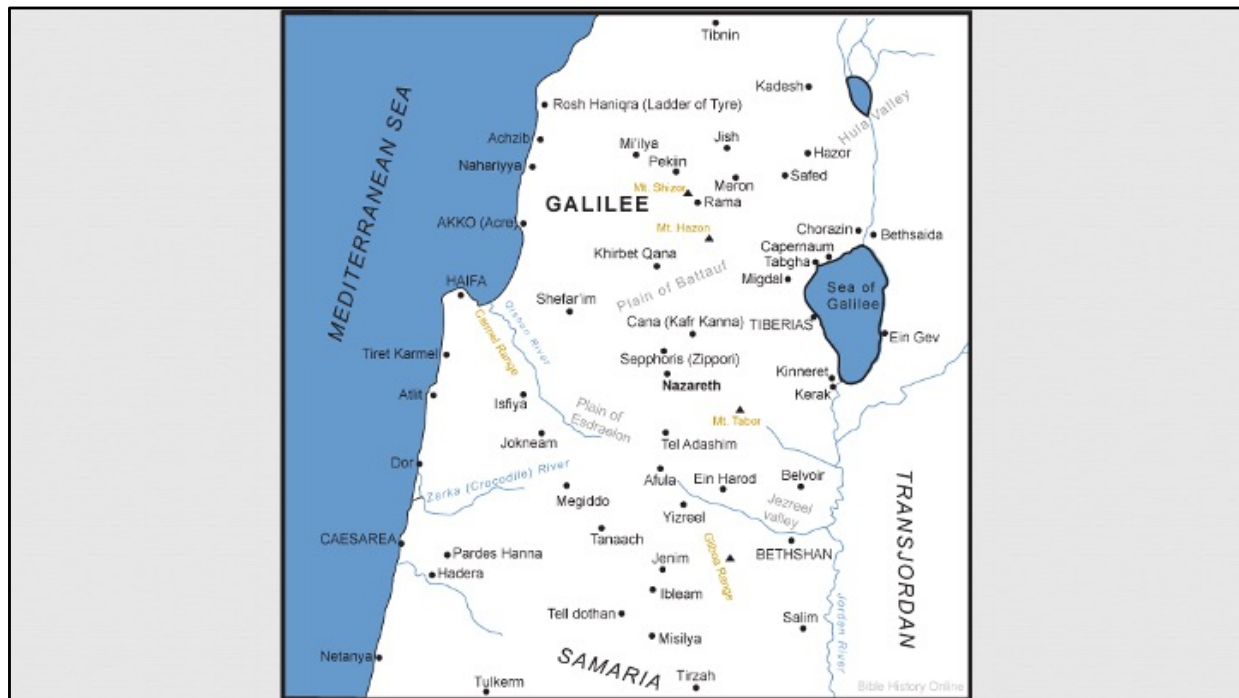 Tibnin
Kadesh
Rosh Haniqra (Ladder of Tyre)
Hula Valley
Achzib
Mi'ilya
Jish
Hazor
Nahariyya
Pekiin
Meron
Safed
Mt. Shizor
Rama
MEDITERRANEAN SEA
GALILEE
AKKO (Acre)
Mt. Hazon
Chorazin
Bethsaida
Capernaum
Khirbet Qana
Tabgha
Plain of Battauf
Migdal
HAIFA
Sea of
Galilee
Shefar'im
Qishon River
Cana (Kafr Kanna)
TIBERIAS
Ein Gev
Carmel Range
Tiret Karmel
Sepphoris (Zippori)
Nazareth
Kinneret
Kerak
Atlit
Isfiya
Plain of
Esdraelon
Mt. Tabor
Jokneam
Tel Adashim
Dor
Zerka (Crocodile) River
Afula
Ein Harod
Belvoir
Megiddo
Jezreel
valley
Yizreel
TRANSJORDAN
Tanaach
CAESAREA
BETHSHAN
Pardes Hanna
Jenim
Gilboa Range
Hadera
Ibleam
Tell dothan
Salim
Jordan River
Misilya
Netanya
SAMARIA
Tulkerm
Tirzah
Bible History Online